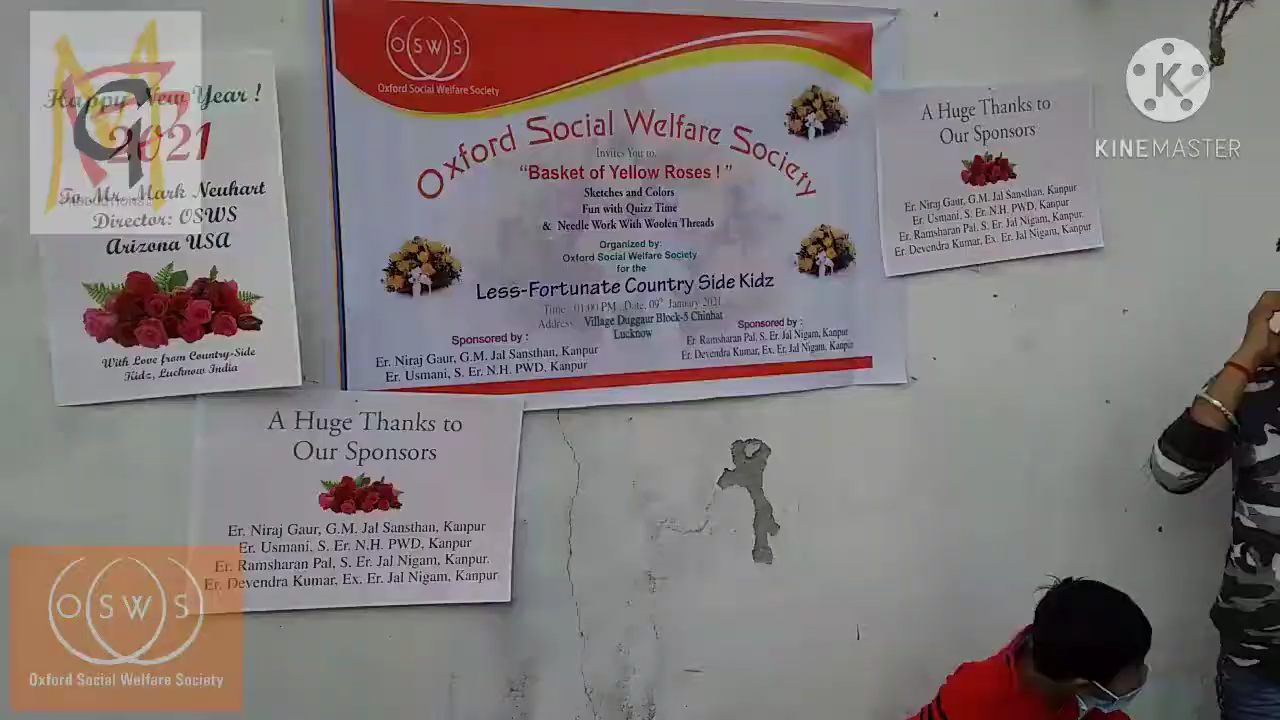 Happy New Year !
2021
To, Mr. Mark Neuhart
Director: OSWS
Arizona USA
With Love from Country-Side
Kidz, Lucknow India
OSWS
Oxford Social Welfare Society
Oxford Social Welfare Society
Invites You to.
“Basket of Yellow Roses ! ”
Sketches and Colors
Fun with Quizz Time
& Needle Work With Woolen Threads
Organized by:
Oxford Social Welfare Society
for the
Less-Fortunate Country Side Kidz
Time : 01:00 PM , Date, 09th January 2021
Address: Village Duggaur Block-5 Chinhat
Lucknow
Sponsored by :
Er. Niraj Gaur, G.M. Jal Sansthan, Kanpur
Er. Usmani, S. Er. N.H. PWD, Kanpur
Sponsored by :
Er. Ramsharan Pal, S. Er. Jal Nigam, Kanpur
Er. Devendra Kumar, Ex. Er. Jal Nigam, Kanpur
A Huge Thanks to
Our Sponsors
Er. Niraj Gaur, G.M. Jal Sansthan, Kanpur
Er. Usmani, S. Er. N.H. PWD, Kanpur
Er. Ramsharan Pal, S. Er. Jal Nigam, Kanpur.
Er. Devendra Kumar, Ex. Er. Jal Nigam, Kanpur
K
KINEMASTER
A Huge Thanks to
Our Sponsors
Er. Niraj Gaur, G.M. Jal Sansthan, Kanpur
Er. Usmani, S. Er. N.H. PWD, Kanpur
Er. Ramsharan Pal, S. Er. Jal Nigam, Kanpur.
Er. Devendra Kumar, Ex. Er. Jal Nigam, Kanpur
OSWS
Oxford Social Welfare Society